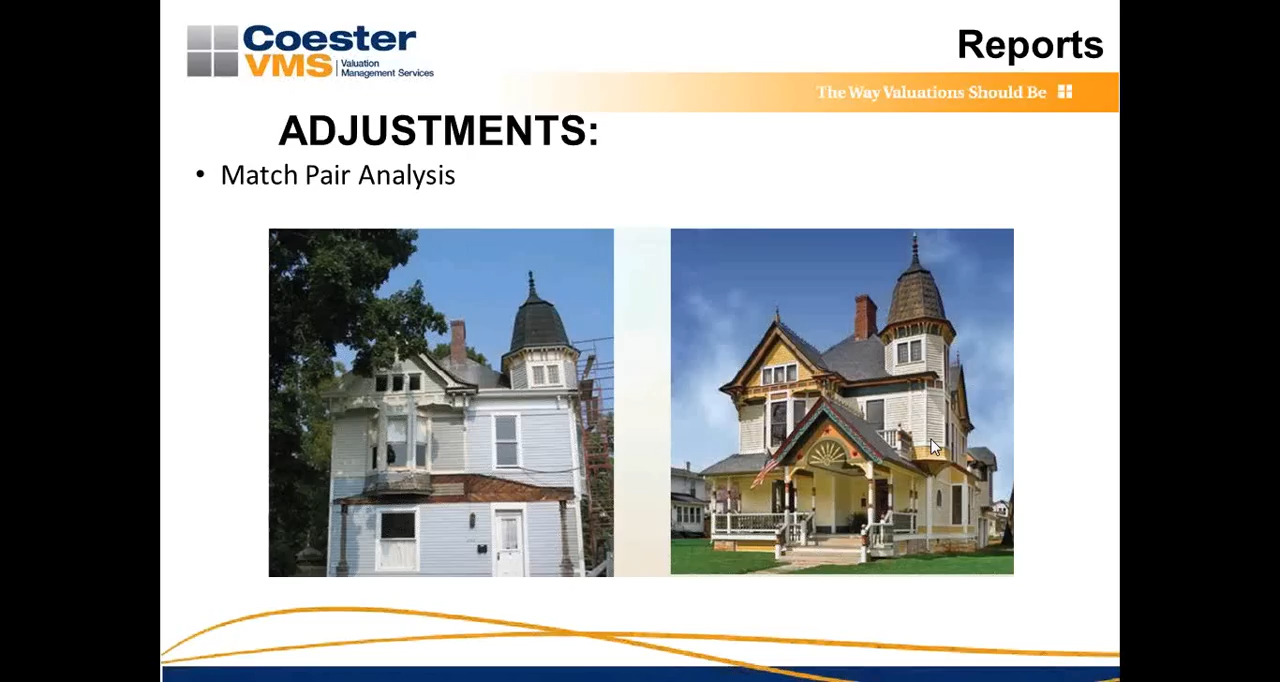 Coester
VMS
Valuation
Management Services
Reports
The Way Valuations Should Be
ADJUSTMENTS:
• Match Pair Analysis